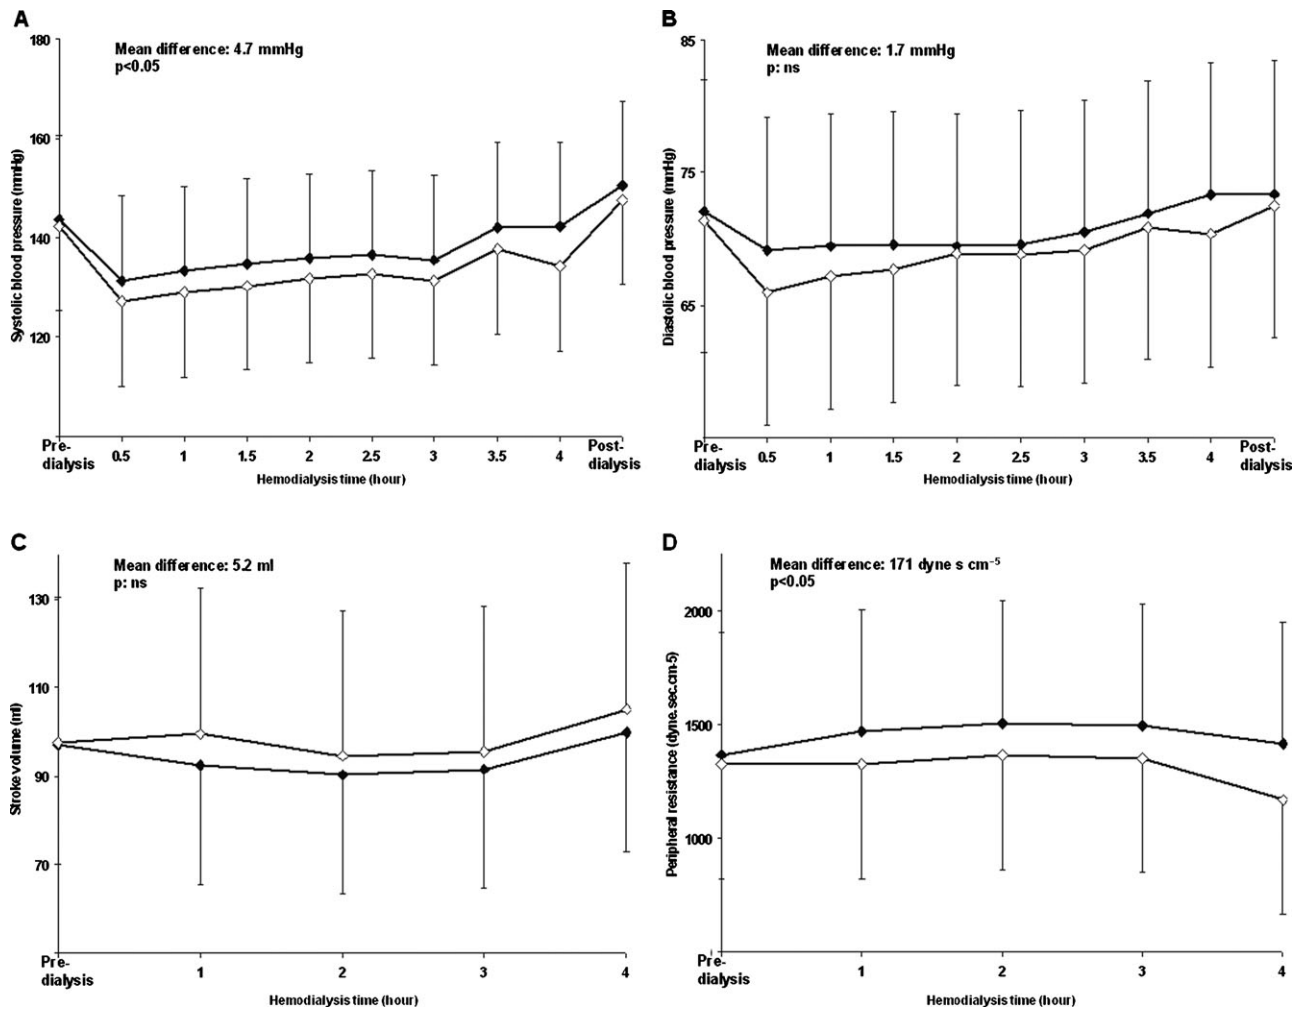 A
Mean difference: 4.7 mmHg
p<0.05
Systolic blood pressure (mmHg)
180
160
140
120
Pre-
dialysis
0.5 1 1.5 2 2.5 3 3.5 4
Post-
dialysis
Hemodialysis time (hour)
B
Mean difference: 1.7 mmHg
p: ns
Diastolic blood pressure (mmHg)
85
75
65
Pre-
dialysis
0.5 1 1.5 2 2.5 3 3.5 4
Post-
dialysis
Hemodialysis time (hour)
C
Mean difference: 5.2 ml
p: ns
Stroke volume (ml)
130
110
90
70
Pre-
dialysis
1 2 3 4
Hemodialysis time (hour)
D
Mean difference: 171 dyne s cm⁻⁵
p<0.05
Peripheral resistance (dyne.sec.cm-5)
2000
1500
1000
Pre-
dialysis
1 2 3 4
Hemodialysis time (hour)